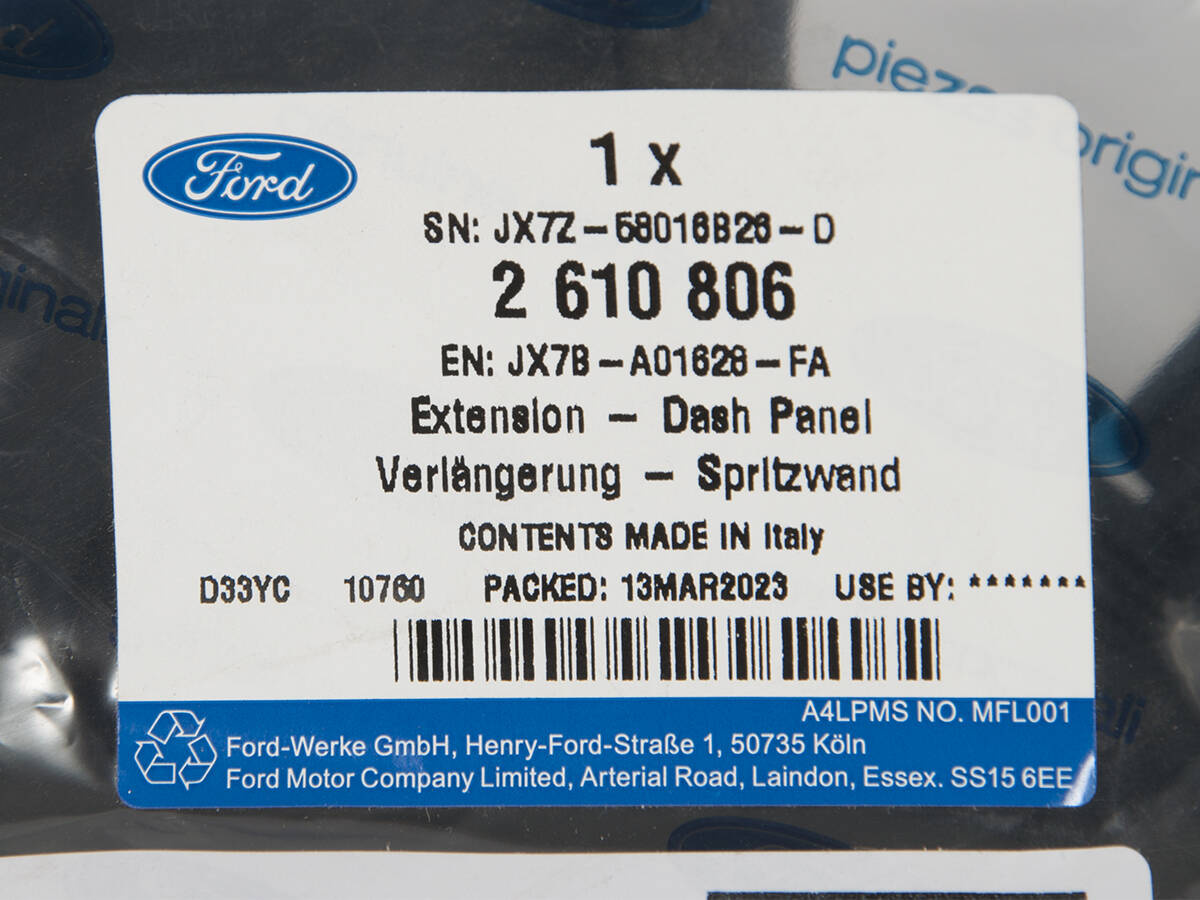 piez origin
Ford
1 x
SN: JX7Z-58016B26-D
2 610 806
EN: JX7B-A01628-FA
Extension - Dash Panel
Verlängerung - Spritzwand
CONTENTS MADE IN Italy
D33YC 10760 PACKED: 13MAR2023 USE BY: *******
A4LPMS NO. MFL001
Ford-Werke GmbH, Henry-Ford-Straße 1, 50735 Köln
Ford Motor Company Limited, Arterial Road, Laindon, Essex. SS15 6EE